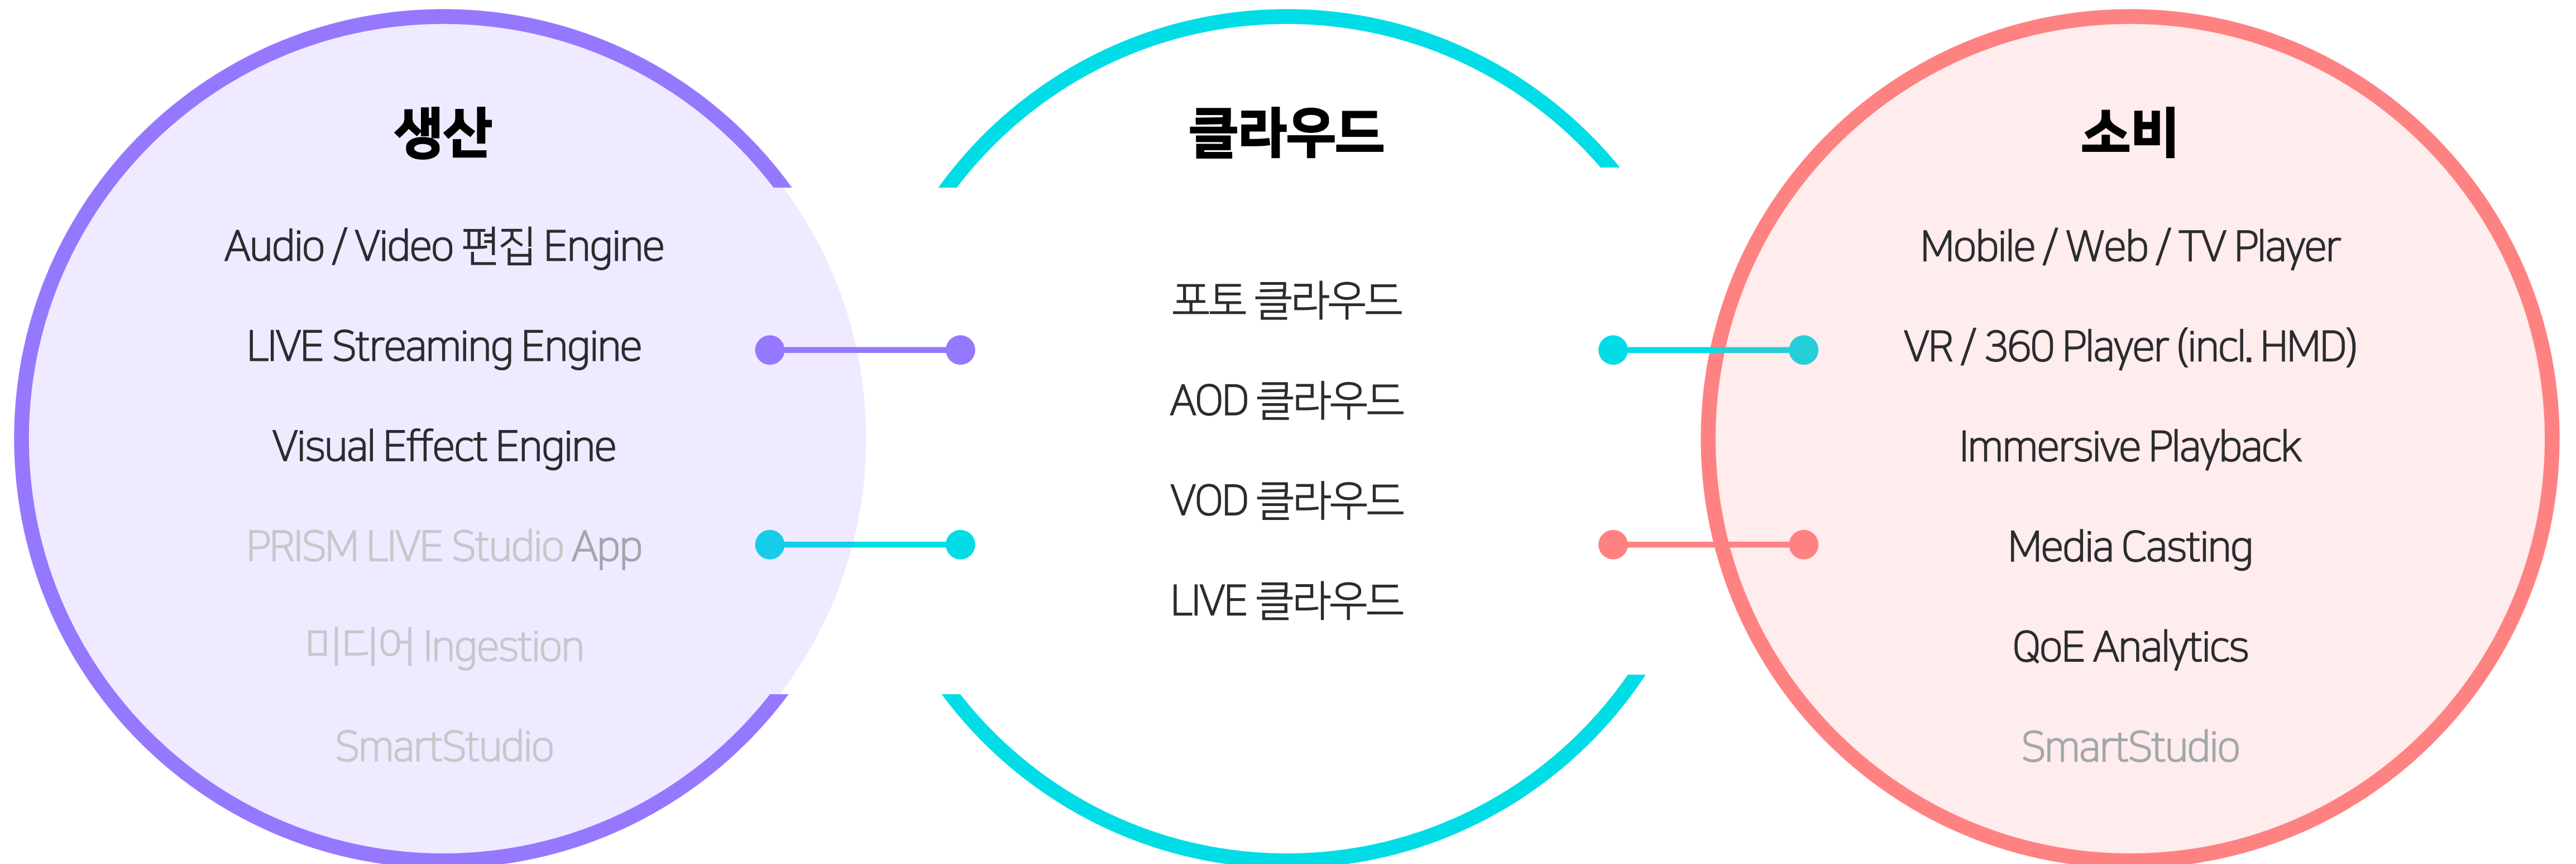 생산
Audio / Video 편집 Engine
LIVE Streaming Engine
Visual Effect Engine
PRISM LIVE Studio App
미디어 Ingestion
SmartStudio
클라우드
포토 클라우드
AOD 클라우드
VOD 클라우드
LIVE 클라우드
소비
Mobile / Web / TV Player
VR / 360 Player (incl. HMD)
Immersive Playback
Media Casting
QoE Analytics
SmartStudio